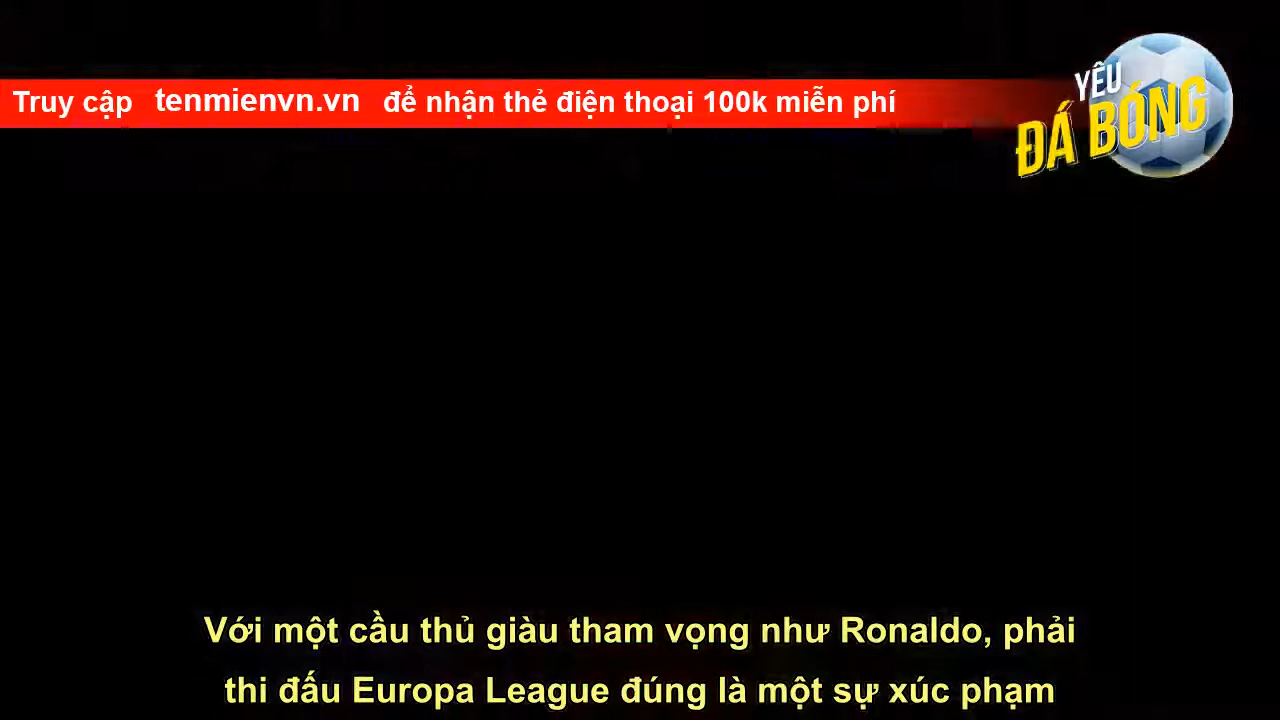 Truy cập tenmienvn.vn để nhận thẻ điện thoại 100k miễn phí
YÊU
ĐÁ BÓNG
Với một cầu thủ giàu tham vọng như Ronaldo, phải
thi đấu Europa League đúng là một sự xúc phạm